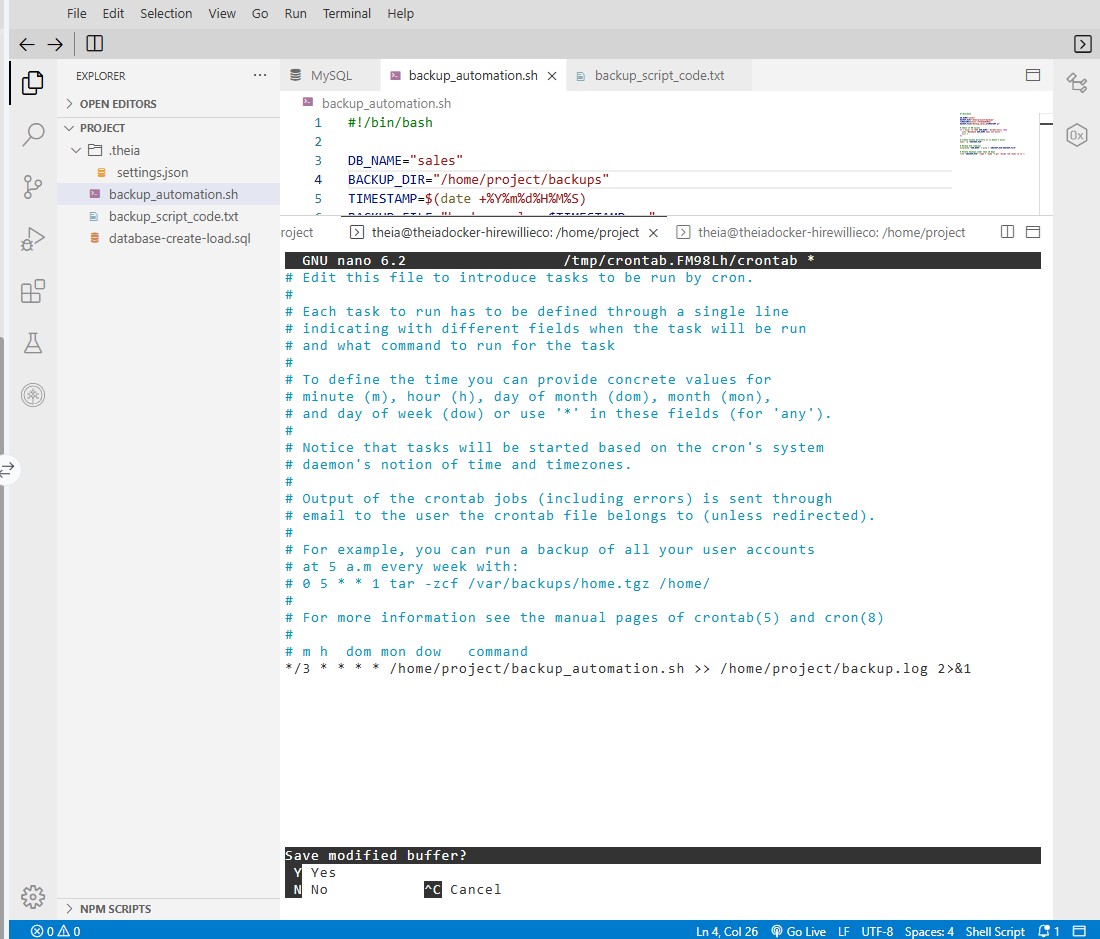 File Edit Selection View Go Run Terminal Help
EXPLORER
OPEN EDITORS
PROJECT
.theia
settings.json
backup_automation.sh
backup_script_code.txt
database-create-load.sql
NPM SCRIPTS
MySQL backup_automation.sh backup_script_code.txt
backup_automation.sh
1 #!/bin/bash
2
3 DB_NAME="sales"
4 BACKUP_DIR="/home/project/backups"
5 TIMESTAMP=$(date +%Y%m%d%H%M%S)
roject theia@theiadocker-hirewillieco: /home/project theia@theiadocker-hirewillieco: /home/project
GNU nano 6.2 /tmp/crontab.FM98Lh/crontab *
# Edit this file to introduce tasks to be run by cron.
#
# Each task to run has to be defined through a single line
# indicating with different fields when the task will be run
# and what command to run for the task
#
# To define the time you can provide concrete values for
# minute (m), hour (h), day of month (dom), month (mon),
# and day of week (dow) or use '*' in these fields (for 'any').
#
# Notice that tasks will be started based on the cron's system
# daemon's notion of time and timezones.
#
# Output of the crontab jobs (including errors) is sent through
# email to the user the crontab file belongs to (unless redirected).
#
# For example, you can run a backup of all your user accounts
# at 5 a.m every week with:
# 0 5 * * 1 tar -zcf /var/backups/home.tgz /home/
#
# For more information see the manual pages of crontab(5) and cron(8)
#
# m h  dom mon dow   command
*/3 * * * * /home/project/backup_automation.sh >> /home/project/backup.log 2>&1
Save modified buffer?
Y Yes
N No ^C Cancel
0x
0 0 Ln 4, Col 26 Go Live LF UTF-8 Spaces: 4 Shell Script 1